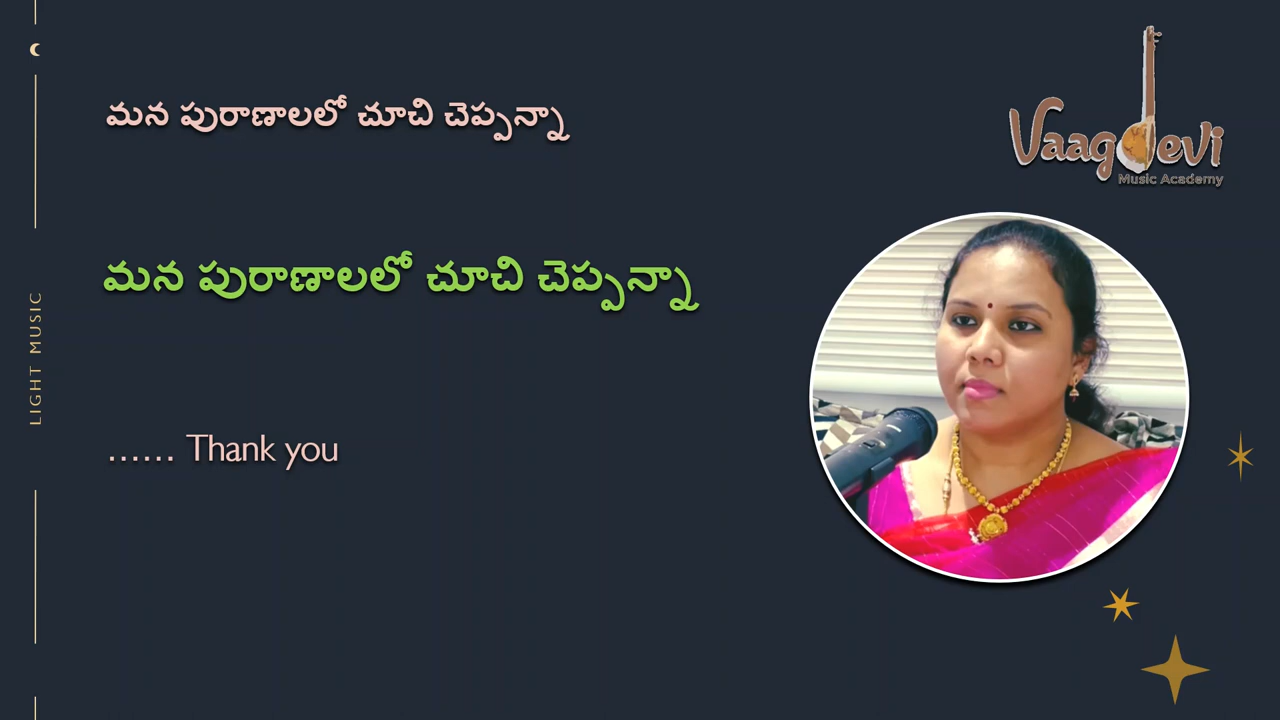 మన పురాణాలలో చూచి చెప్పన్నా
Vaagdevi
Music Academy
మన పురాణాలలో చూచి చెప్పన్నా
LIGHT MUSIC
...... Thank you